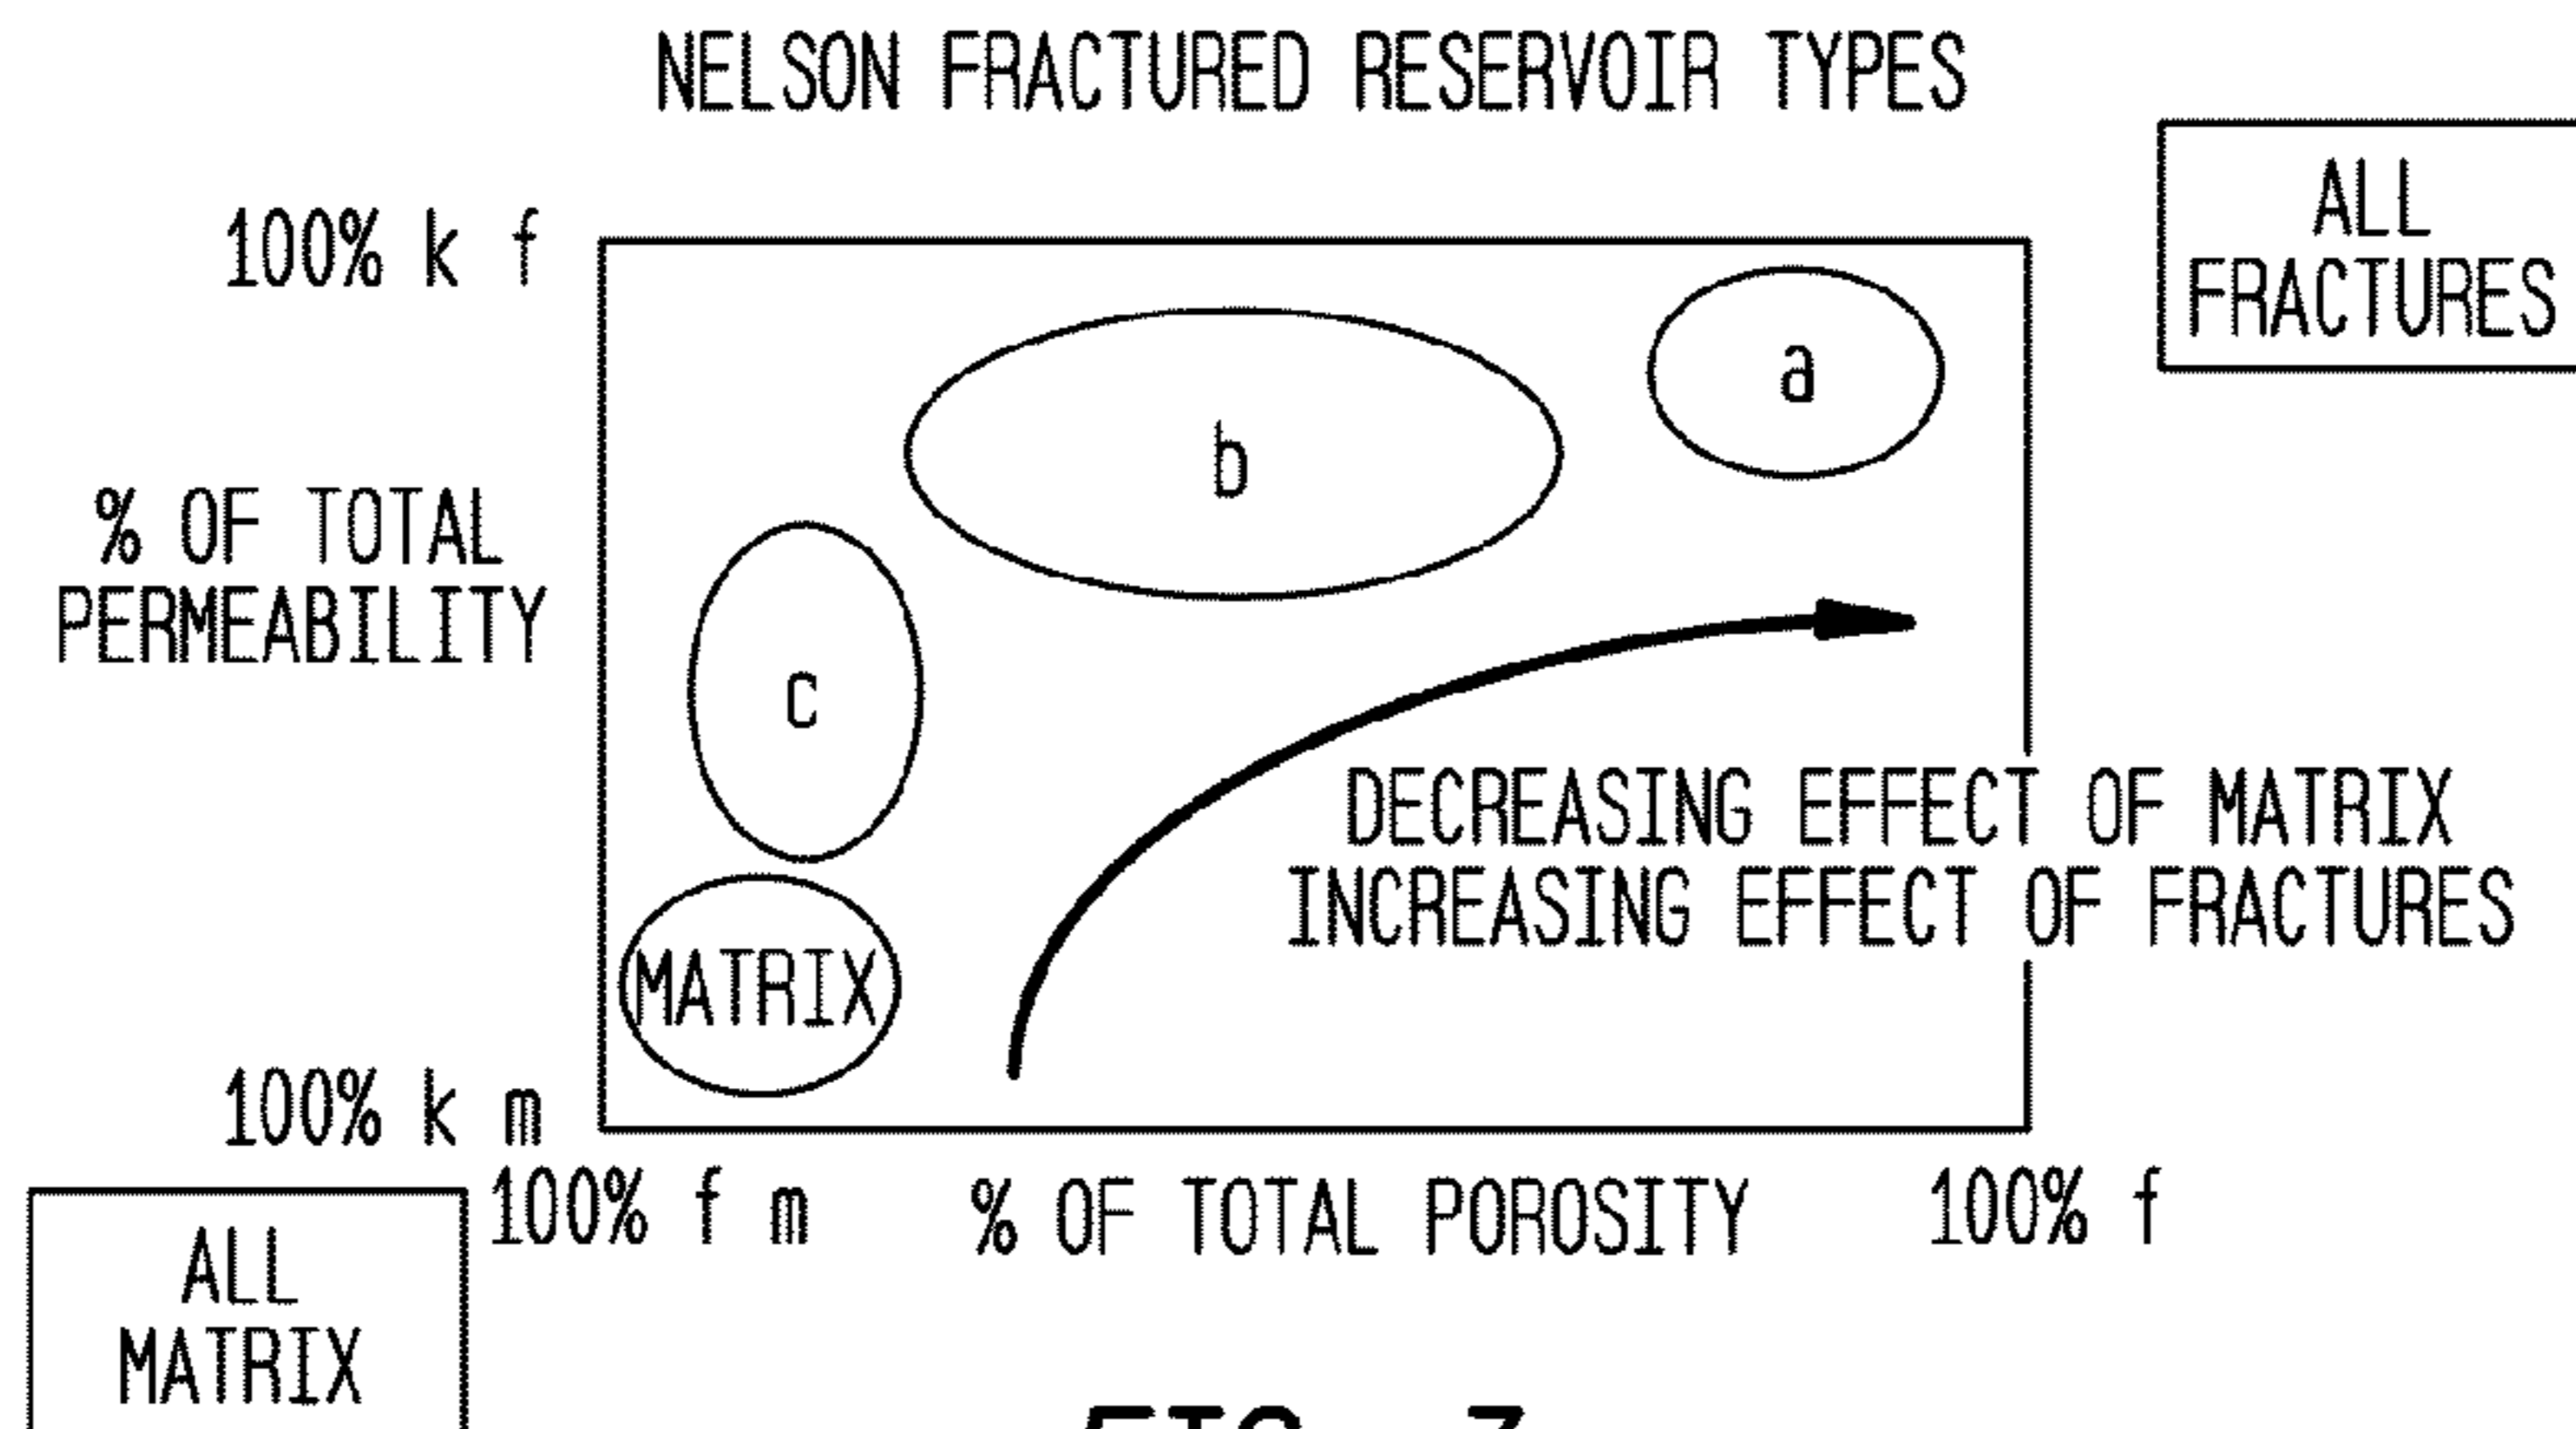 NELSON FRACTURED RESERVOIR TYPES
ALL
FRACTURES
100% k f
a
b
% OF TOTAL
PERMEABILITY
c
DECREASING EFFECT OF MATRIX
INCREASING EFFECT OF FRACTURES
MATRIX
100% k m
100% f m
% OF TOTAL POROSITY
100% f
ALL
MATRIX